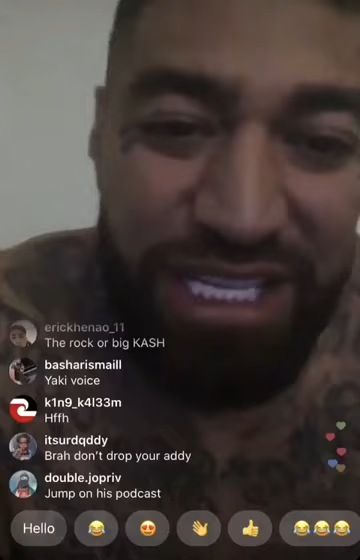 erickhenao_11
The rock or big KASH
basharismaill
Yaki voice
k1n9_k4l33m
Hffh
itsurdqddy
Brah don't drop your addy
double.jopriv
Jump on his podcast
Hello